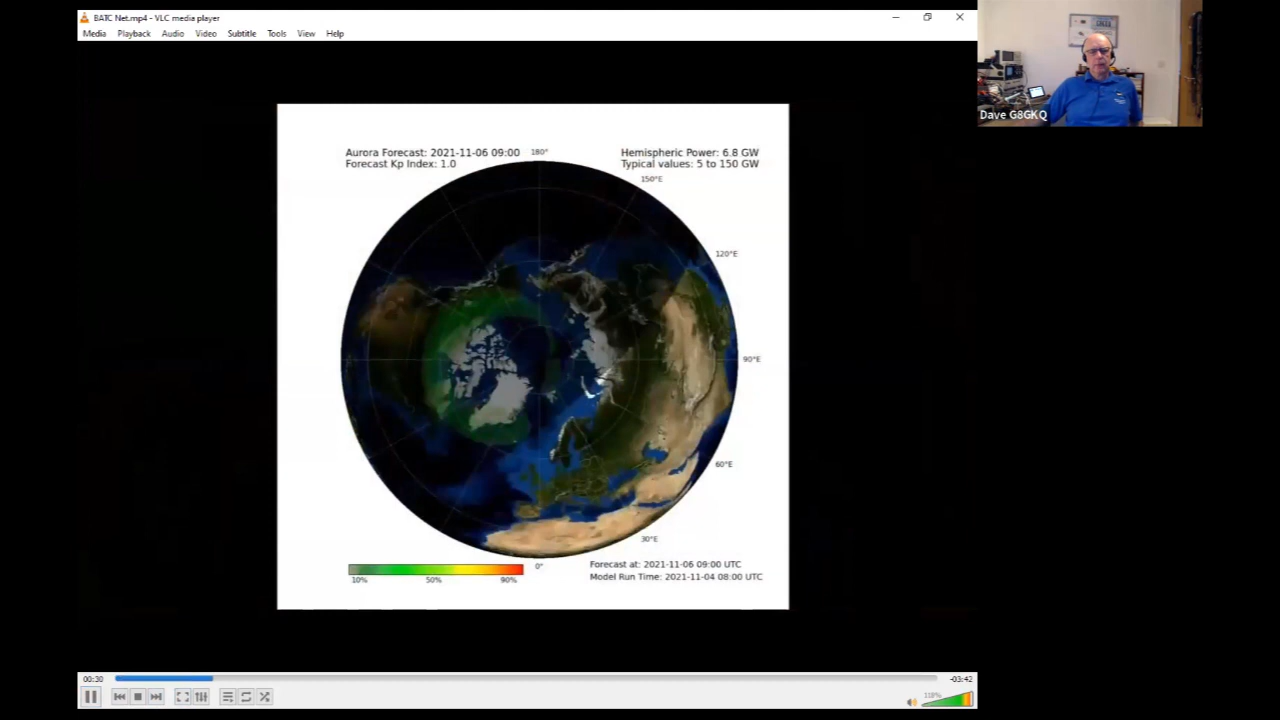 BATC Net.mp4 - VLC media player
Media Playback Audio Video Subtitle Tools View Help
Dave G8GKQ
Aurora Forecast: 2021-11-06 09:00
Forecast Kp Index: 1.0
180°
Hemispheric Power: 6.8 GW
Typical values: 5 to 150 GW
150°E
120°E
90°E
60°E
30°E
0°
10% 50% 90%
Forecast at: 2021-11-06 09:00 UTC
Model Run Time: 2021-11-04 08:00 UTC
00:30
-03:42
118%